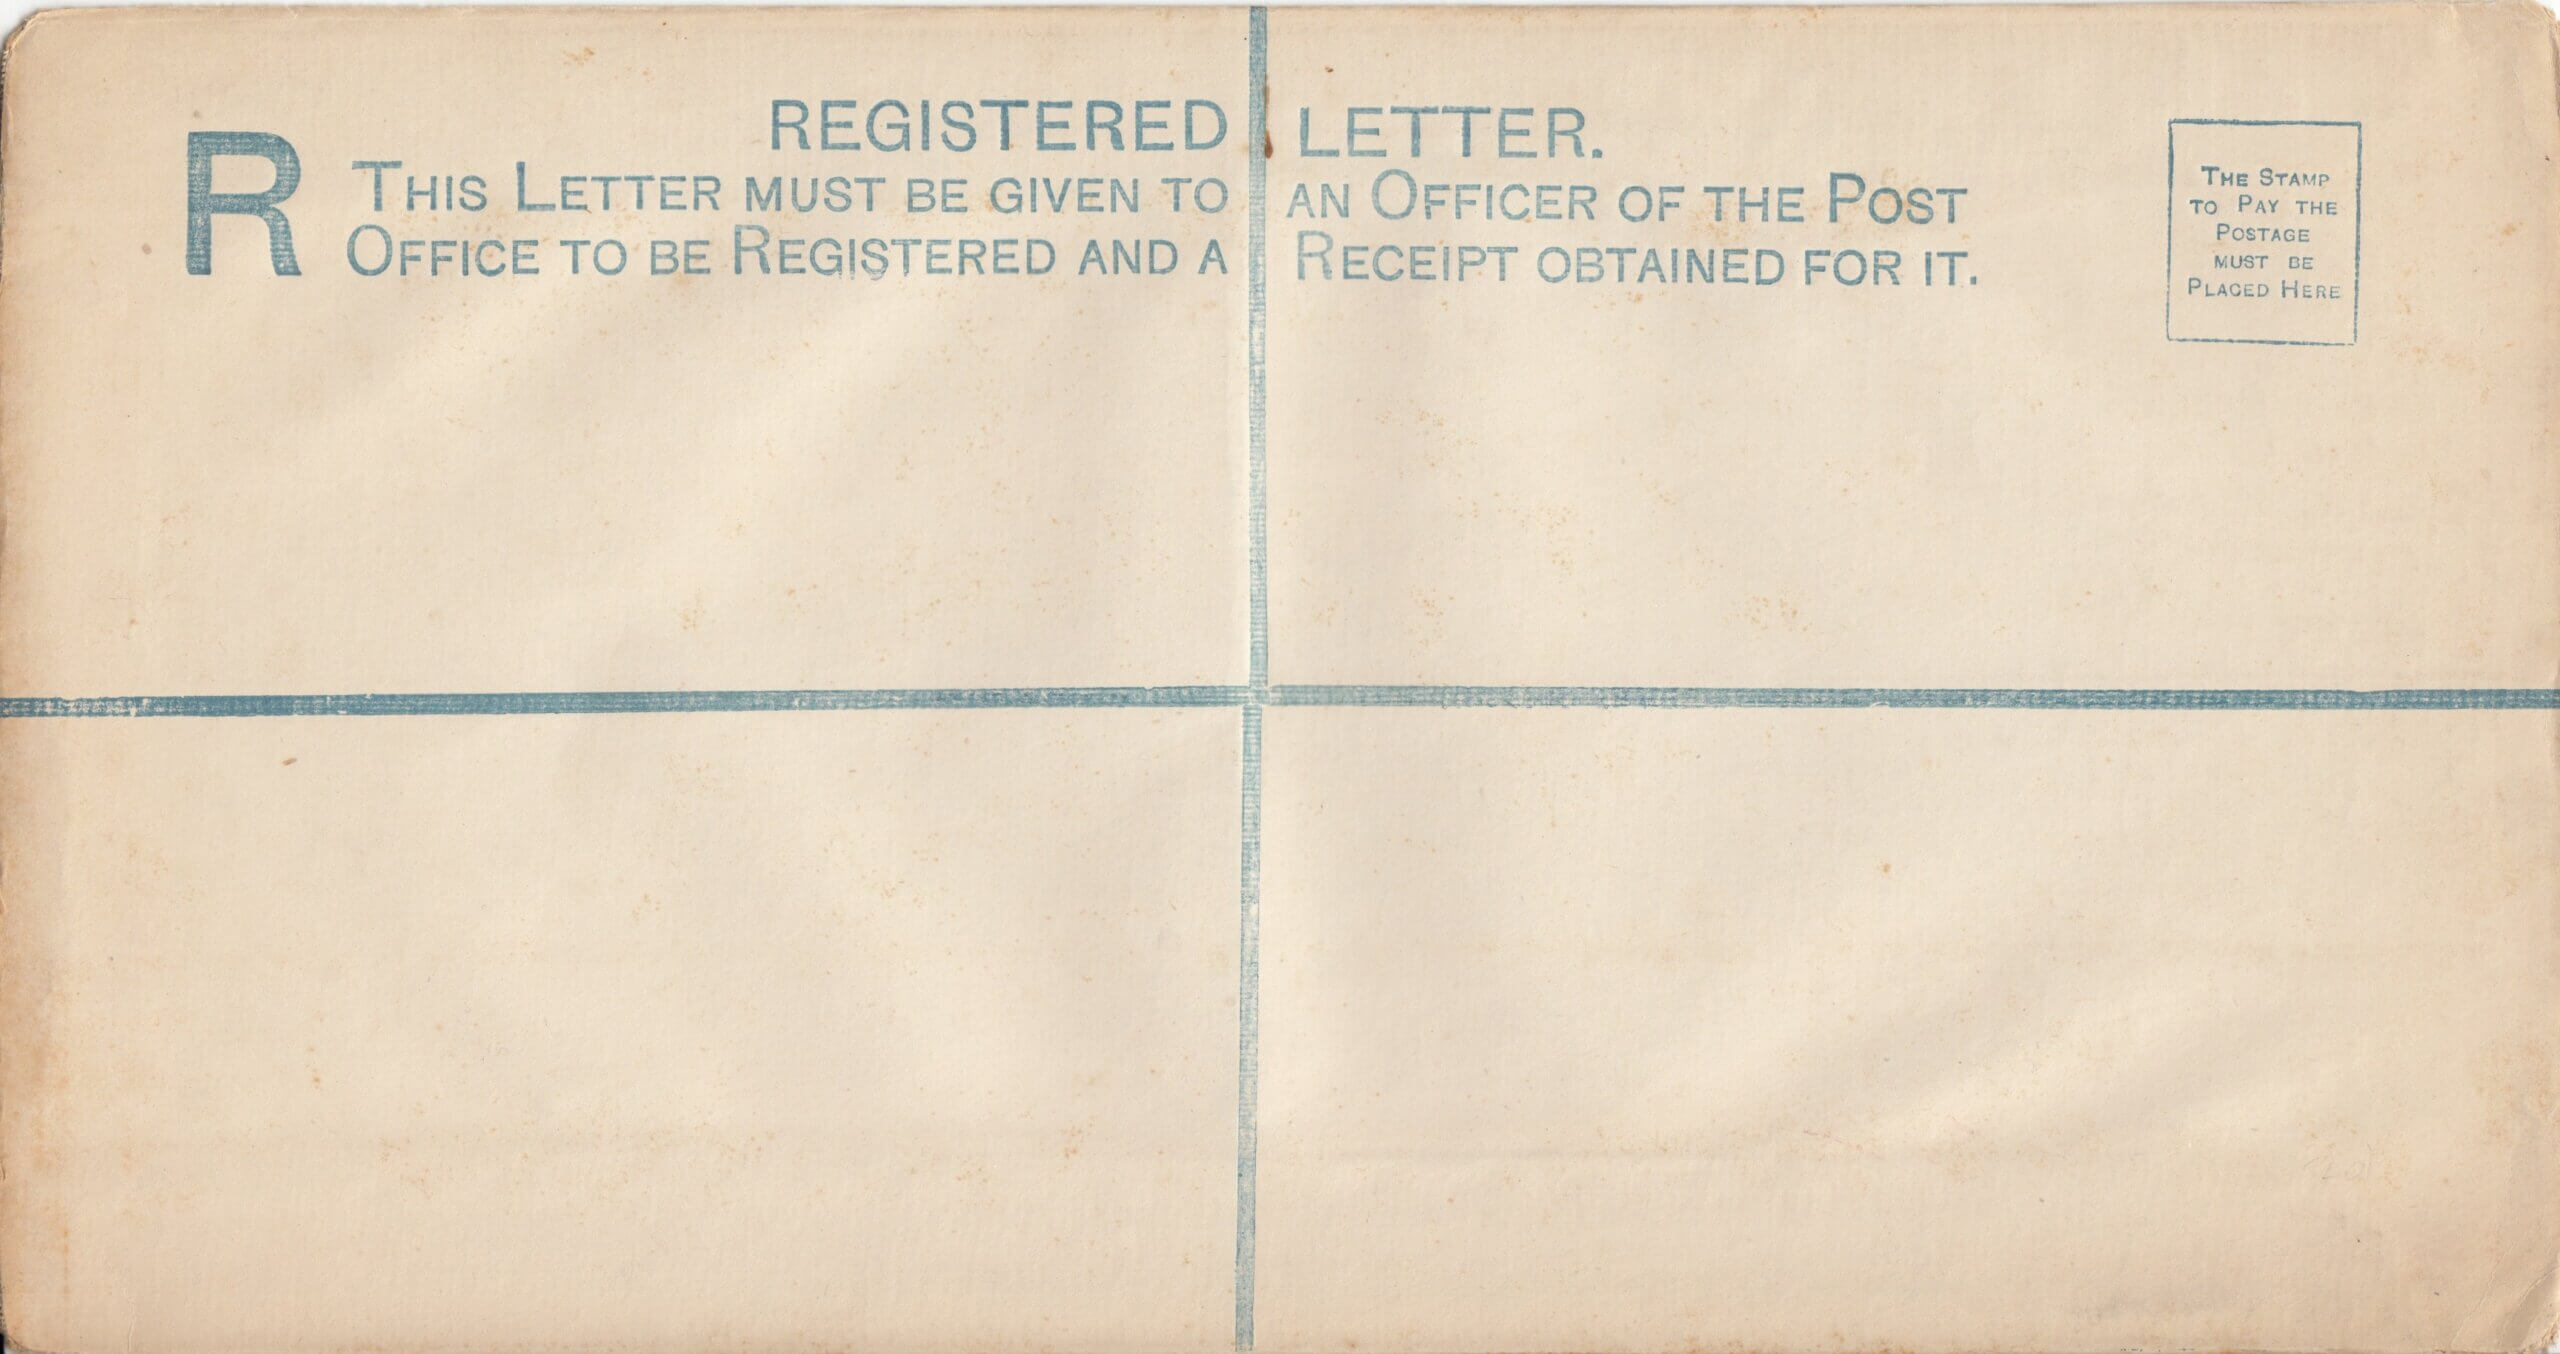 REGISTERED LETTER.
R
THIS LETTER MUST BE GIVEN TO AN OFFICER OF THE POST
OFFICE TO BE REGISTERED AND A RECEIPT OBTAINED FOR IT.
THE STAMP
TO PAY THE
POSTAGE
MUST BE
PLACED HERE